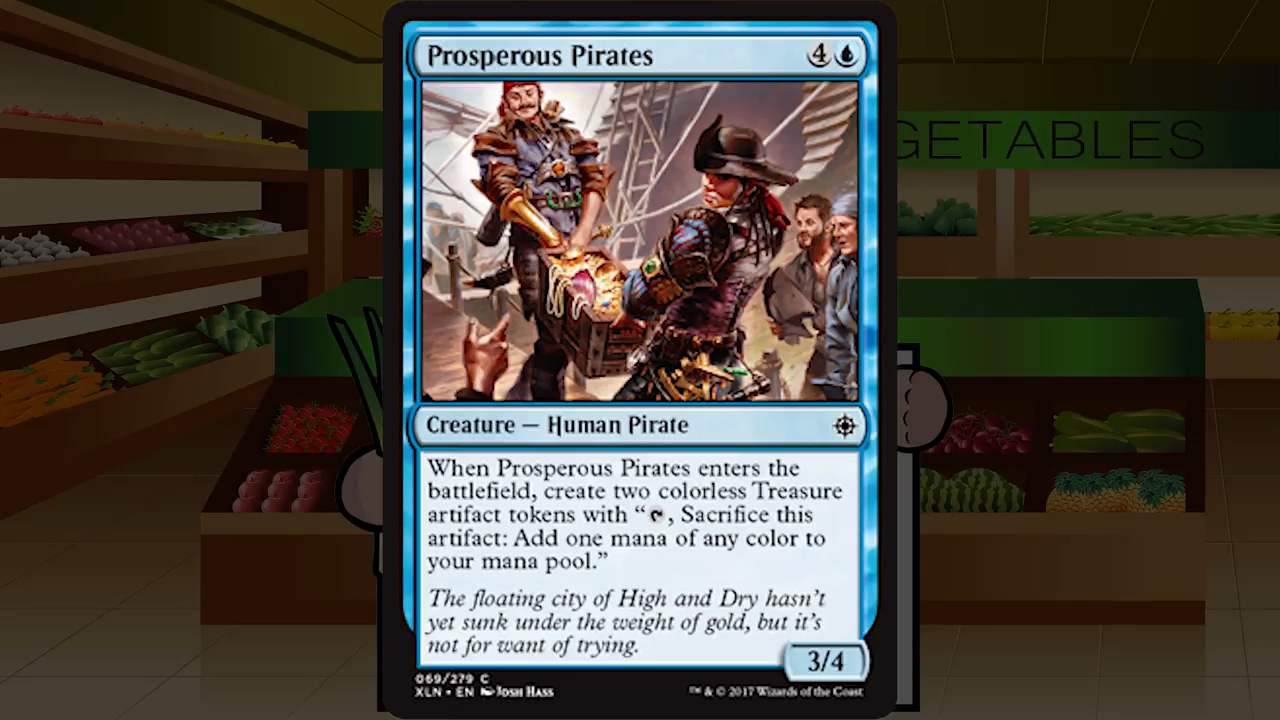 Prosperous Pirates 4
GETABLES
Creature — Human Pirate
When Prosperous Pirates enters the
battlefield, create two colorless Treasure
artifact tokens with “ , Sacrifice this
artifact: Add one mana of any color to
your mana pool.”
The floating city of High and Dry hasn’t
yet sunk under the weight of gold, but it’s
not for want of trying.
3/4
069/279 C
XLN • EN Josh Hass
™ & © 2017 Wizards of the Coast